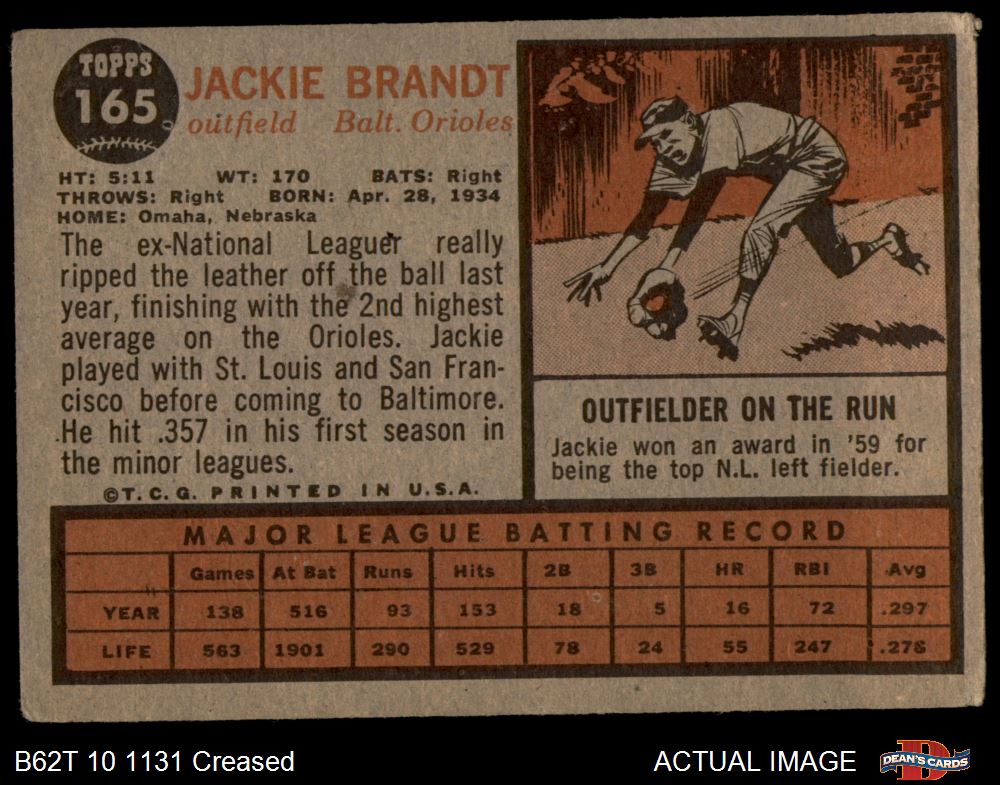 TOPPS
165
JACKIE BRANDT
outfield Balt. Orioles
HT: 5:11 WT: 170 BATS: Right
THROWS: Right BORN: Apr. 28, 1934
HOME: Omaha, Nebraska
The ex-National Leaguer really
ripped the leather off the ball last
year, finishing with the 2nd highest
average on the Orioles. Jackie
played with St. Louis and San Fran-
cisco before coming to Baltimore.
He hit .357 in his first season in
the minor leagues.
©T.C.G. PRINTED IN U.S.A.
OUTFIELDER ON THE RUN
Jackie won an award in '59 for
being the top N.L. left fielder.
MAJOR LEAGUE BATTING RECORD
Games At Bat Runs Hits 2B 3B HR RBI Avg
YEAR 138 516 93 153 18 5 16 72 .297
LIFE 563 1901 290 529 78 24 55 247 .278
B62T 10 1131 Creased
ACTUAL IMAGE
DEAN'S CARDS